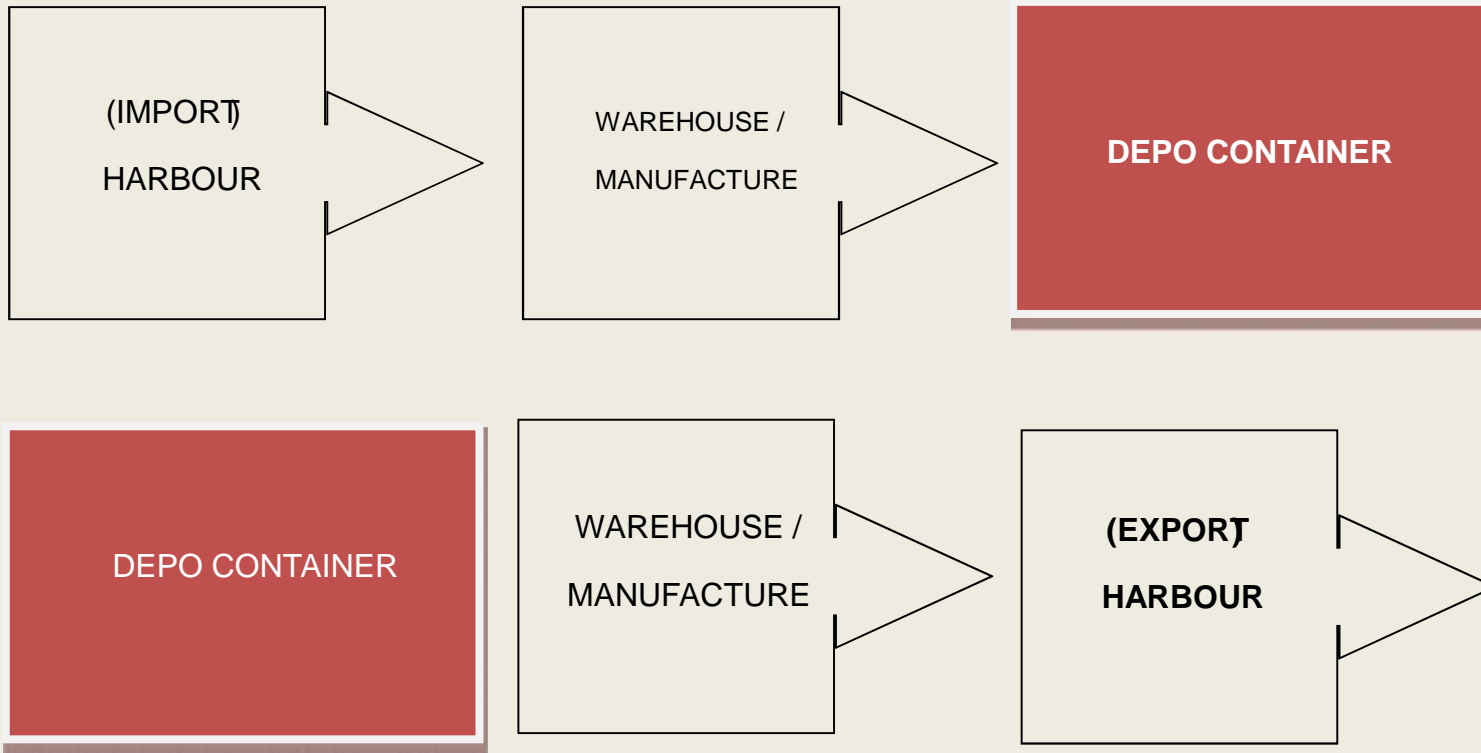 (IMPORT)
HARBOUR
WAREHOUSE /
MANUFACTURE
DEPO CONTAINER
DEPO CONTAINER
WAREHOUSE /
MANUFACTURE
(EXPORT)
HARBOUR